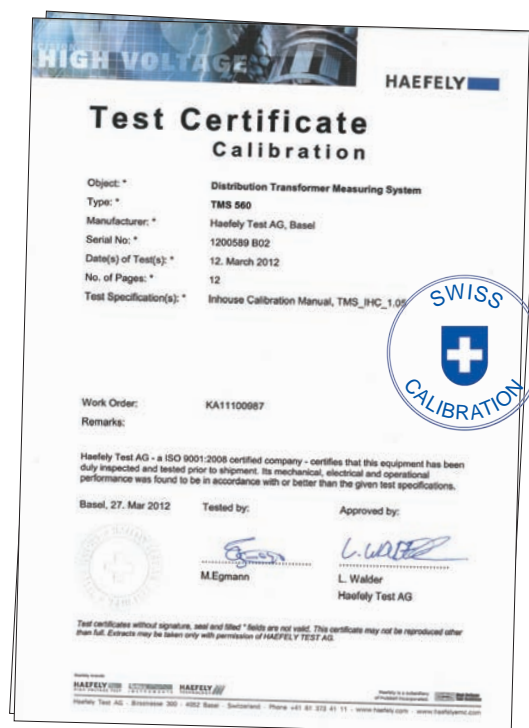 HIGH VOLTAGE
HAEFELY
Test Certificate
Calibration
Object: * Distribution Transformer Measuring System
Type: * TMS 560
Manufacturer: * Haefely Test AG, Basel
Serial No: * 1200589 B02
Date(s) of Test(s): * 12. March 2012
No. of Pages: * 12
Test Specification(s): * Inhouse Calibration Manual, TMS_IHC_1.05
SWISS
CALIBRATION
Work Order: KA11100987
Remarks:
Haefely Test AG - a ISO 9001:2008 certified company - certifies that this equipment has been
duly inspected and tested prior to shipment. Its mechanical, electrical and operational
performance was found to be in accordance with or better than the given test specifications.
Basel, 27. Mar 2012 Tested by: Approved by:
L. Walder
M.Egmann L. Walder
Haefely Test AG
Test certificates without signature, seal and filled * fields are not valid. This certificate may not be reproduced other
than full. Extracts may be taken only with permission of HAEFELY TEST AG.
HAEFELY HAEFELY
Haefely Test AG - Birsstrasse 300 - 4052 Basel - Switzerland - Phone +41 61 373 41 11 - www.haefely.com - www.haefelyemc.com